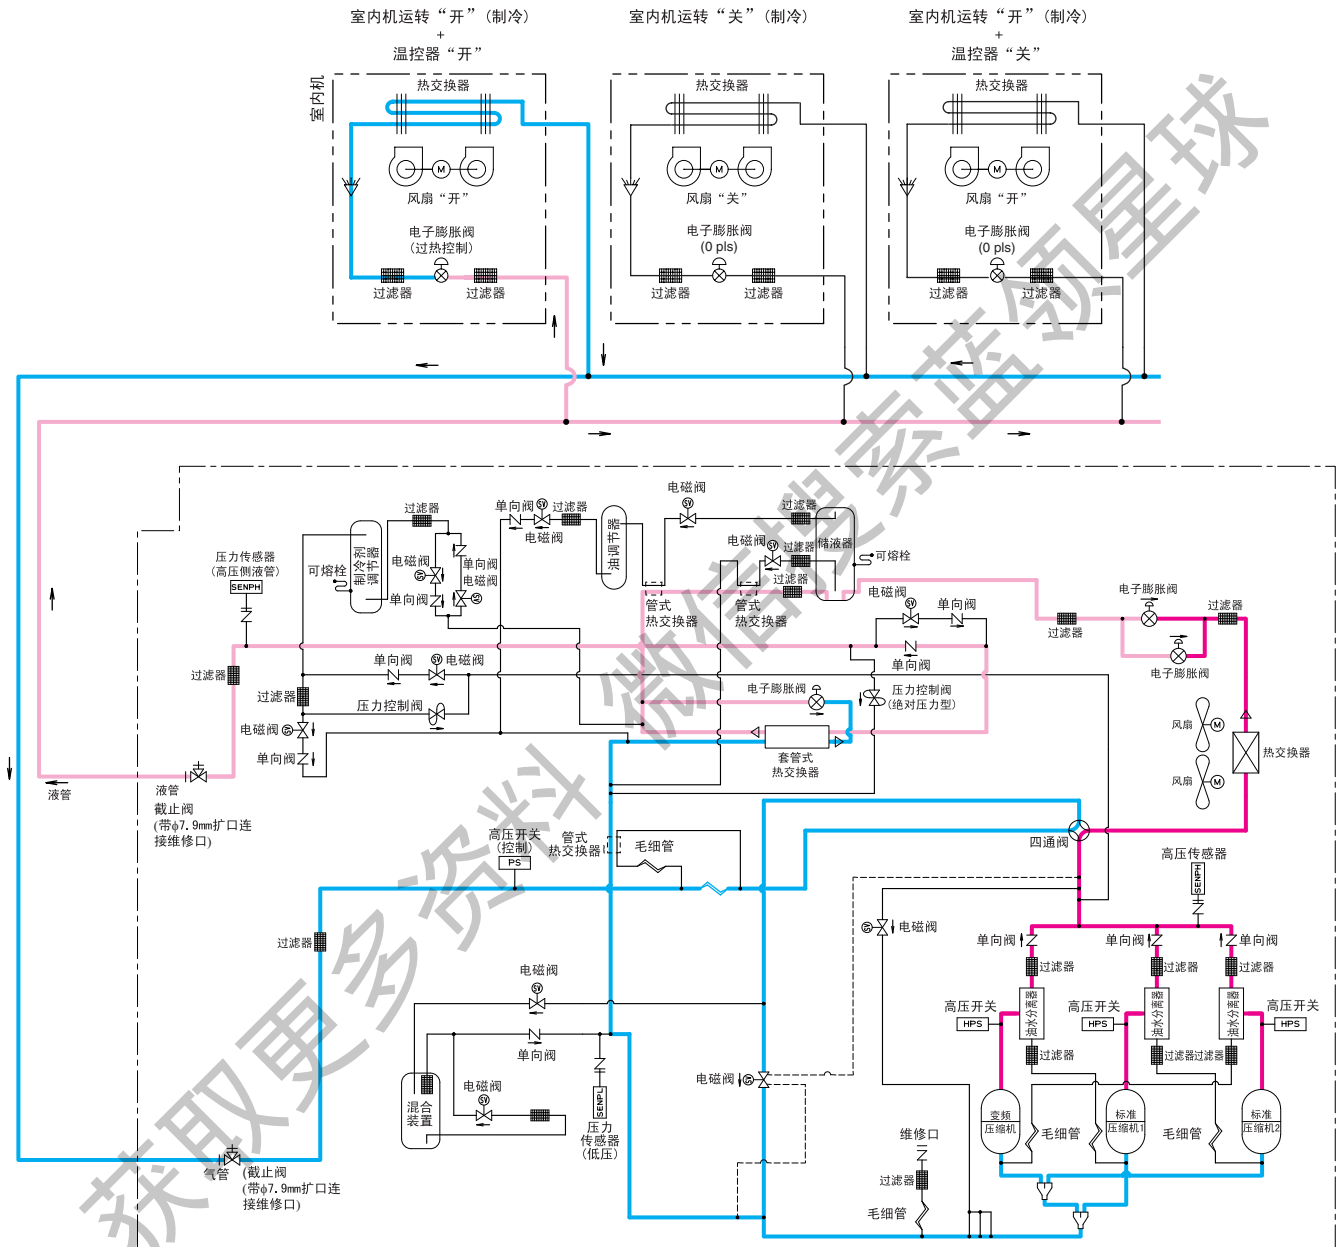 室内机运转“开”(制冷)
+
温控器“开”
室内机运转“关”(制冷)
室内机运转“开”(制冷)
+
温控器“关”
室内机
热交换器
M
风扇“开”
电子膨胀阀
(过热控制)
过滤器
过滤器
热交换器
M
风扇“关”
电子膨胀阀
(0 pls)
过滤器
过滤器
热交换器
M
风扇“开”
电子膨胀阀
(0 pls)
过滤器
过滤器
压力传感器
(高压侧液管)
SENPH
可熔栓
制冷剂
调节器
过滤器
电磁阀
SV
单向阀
单向阀
电磁阀
SV
单向阀
SV
电磁阀
过滤器
油调节器
电磁阀
SV
过滤器
电磁阀
SV
过滤器
储液器
可熔栓
管式
热交换器
管式
热交换器
过滤器
电磁阀
SV
单向阀
单向阀
过滤器
电子膨胀阀
过滤器
电子膨胀阀
过滤器
单向阀
SV
电磁阀
过滤器
压力控制阀
电磁阀
SV
单向阀
电子膨胀阀
压力控制阀
(绝对压力型)
套管式
热交换器
风扇
M
风扇
M
热交换器
液管
液管
截止阀
(带φ7.9mm扩口连
接维修口)
高压开关
(控制)
PS
管式
热交换器
毛细管
四通阀
高压传感器
SENPH
过滤器
SV
电磁阀
单向阀
单向阀
单向阀
过滤器
过滤器
过滤器
电磁阀
SV
高压开关
HPS
油水分离器
高压开关
HPS
油水分离器
油水分离器
高压开关
HPS
单向阀
过滤器
过滤器
过滤器
电磁阀
SV
混合
装置
电磁阀
SV
SENPL
压力
传感器
(低压)
变频
压缩机
标准
压缩机1
标准
压缩机2
毛细管
毛细管
维修口
过滤器
毛细管
气管
(截止阀
(带φ7.9mm扩口连
接维修口)
获取更多资料 微信搜索蓝领星球